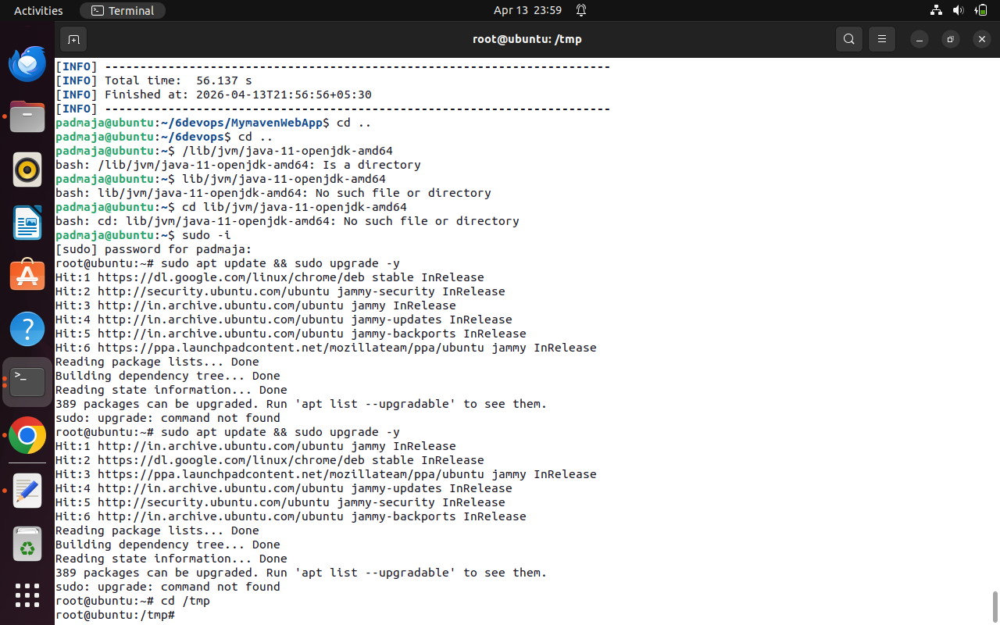 Activities
Terminal
Apr 13 23:59
root@ubuntu: /tmp
[INFO] ------------------------------------------------------------------------
[INFO] Total time:  56.137 s
[INFO] Finished at: 2026-04-13T21:56:56+05:30
[INFO] ------------------------------------------------------------------------
padmaja@ubuntu:~/6devops/MymavenWebApp$ cd ..
padmaja@ubuntu:~/6devops$ cd ..
padmaja@ubuntu:~$ /lib/jvm/java-11-openjdk-amd64
bash: /lib/jvm/java-11-openjdk-amd64: Is a directory
padmaja@ubuntu:~$ lib/jvm/java-11-openjdk-amd64
bash: lib/jvm/java-11-openjdk-amd64: No such file or directory
padmaja@ubuntu:~$ cd lib/jvm/java-11-openjdk-amd64
bash: cd: lib/jvm/java-11-openjdk-amd64: No such file or directory
padmaja@ubuntu:~$ sudo -i
[sudo] password for padmaja:
root@ubuntu:~# sudo apt update && sudo upgrade -y
Hit:1 https://dl.google.com/linux/chrome/deb stable InRelease
Hit:2 http://security.ubuntu.com/ubuntu jammy-security InRelease
Hit:3 http://in.archive.ubuntu.com/ubuntu jammy InRelease
Hit:4 http://in.archive.ubuntu.com/ubuntu jammy-updates InRelease
Hit:5 http://in.archive.ubuntu.com/ubuntu jammy-backports InRelease
Hit:6 https://ppa.launchpadcontent.net/mozillateam/ppa/ubuntu jammy InRelease
Reading package lists... Done
Building dependency tree... Done
Reading state information... Done
389 packages can be upgraded. Run 'apt list --upgradable' to see them.
sudo: upgrade: command not found
root@ubuntu:~# sudo apt update && sudo upgrade -y
Hit:1 http://in.archive.ubuntu.com/ubuntu jammy InRelease
Hit:2 https://dl.google.com/linux/chrome/deb stable InRelease
Hit:3 https://ppa.launchpadcontent.net/mozillateam/ppa/ubuntu jammy InRelease
Hit:4 http://in.archive.ubuntu.com/ubuntu jammy-updates InRelease
Hit:5 http://security.ubuntu.com/ubuntu jammy-security InRelease
Hit:6 http://in.archive.ubuntu.com/ubuntu jammy-backports InRelease
Reading package lists... Done
Building dependency tree... Done
Reading state information... Done
389 packages can be upgraded. Run 'apt list --upgradable' to see them.
sudo: upgrade: command not found
root@ubuntu:~# cd /tmp
root@ubuntu:/tmp#